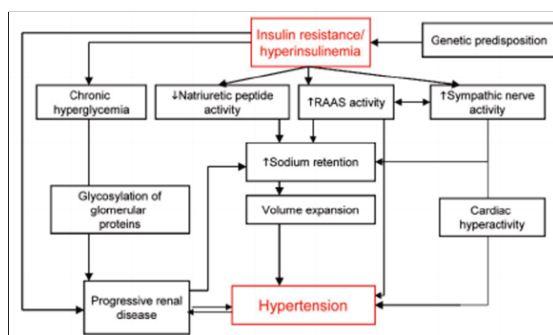 Insulin resistance/
hyperinsulinemia
Genetic predisposition
Chronic
hyperglycemia
↓Natriuretic peptide
activity
↑RAAS activity
↑Sympathic nerve
activity
↑Sodium retention
Glycosylation of
glomerular
proteins
Volume expansion
Cardiac
hyperactivity
Progressive renal
disease
Hypertension